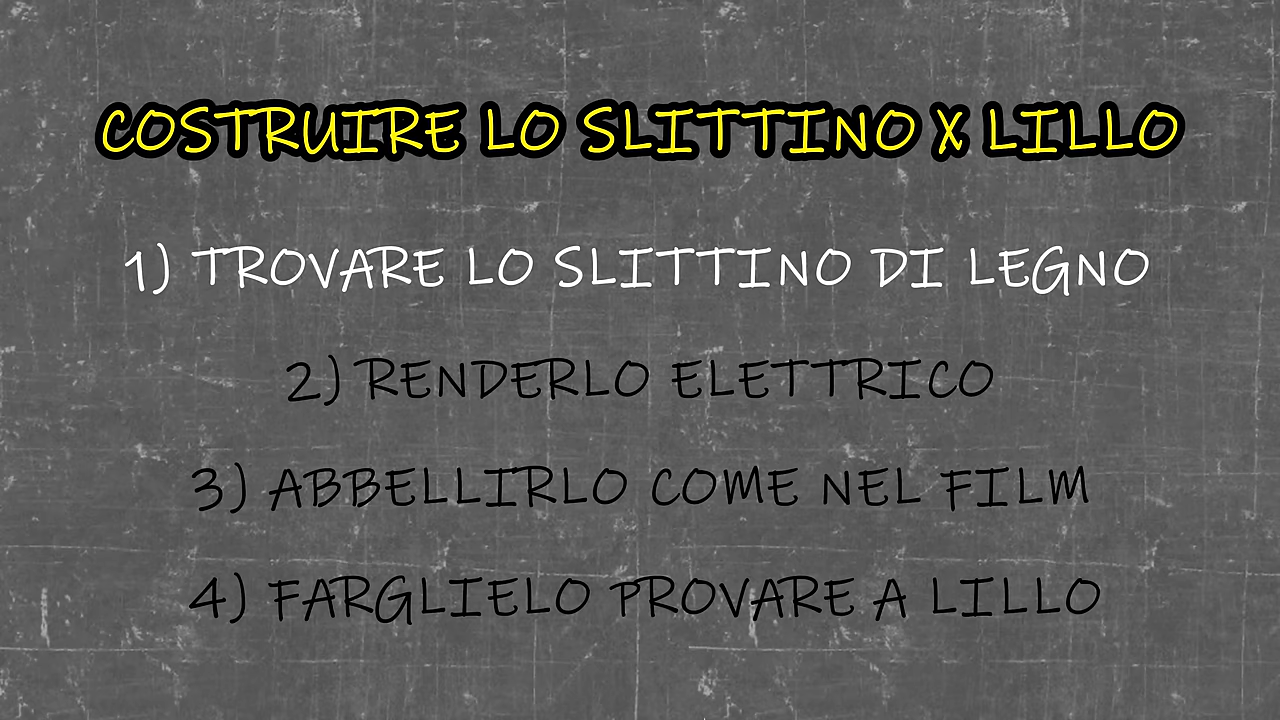 COSTRUIRE LO SLITTINO X LILLO
1) TROVARE LO SLITTINO DI LEGNO
2) RENDERLO ELETTRICO
3) ABBELLIRLO COME NEL FILM
4) FARGLIELO PROVARE A LILLO